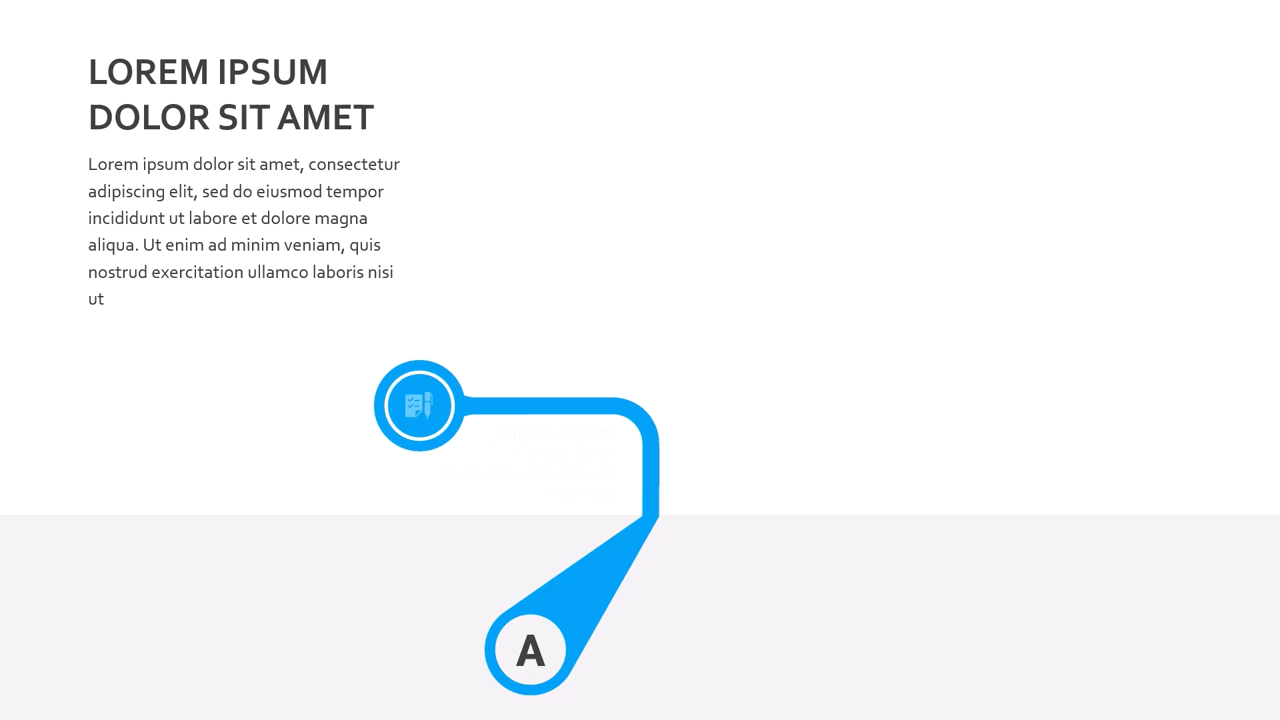 LOREM IPSUM
DOLOR SIT AMET
Lorem ipsum dolor sit amet, consectetur
adipiscing elit, sed do eiusmod tempor
incididunt ut labore et dolore magna
aliqua. Ut enim ad minim veniam, quis
nostrud exercitation ullamco laboris nisi
ut
A